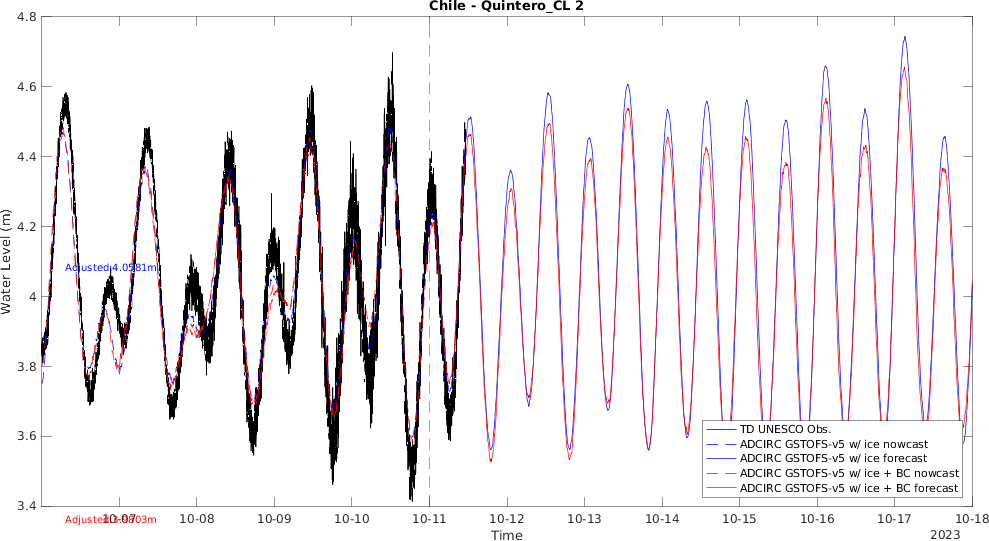 Chile - Quintero_CL 2
4.8
4.6
4.4
4.2
4
3.8
3.6
3.4
Water Level (m)
Adjusted 4.0581m
TD UNESCO Obs.
ADCIRC GSTOFS-v5 w/ ice nowcast
ADCIRC GSTOFS-v5 w/ ice forecast
ADCIRC GSTOFS-v5 w/ ice + BC nowcast
ADCIRC GSTOFS-v5 w/ ice + BC forecast
10-07 10-08 10-09 10-10 10-11 10-12 10-13 10-14 10-15 10-16 10-17 10-18
Adjusted
Time
2023